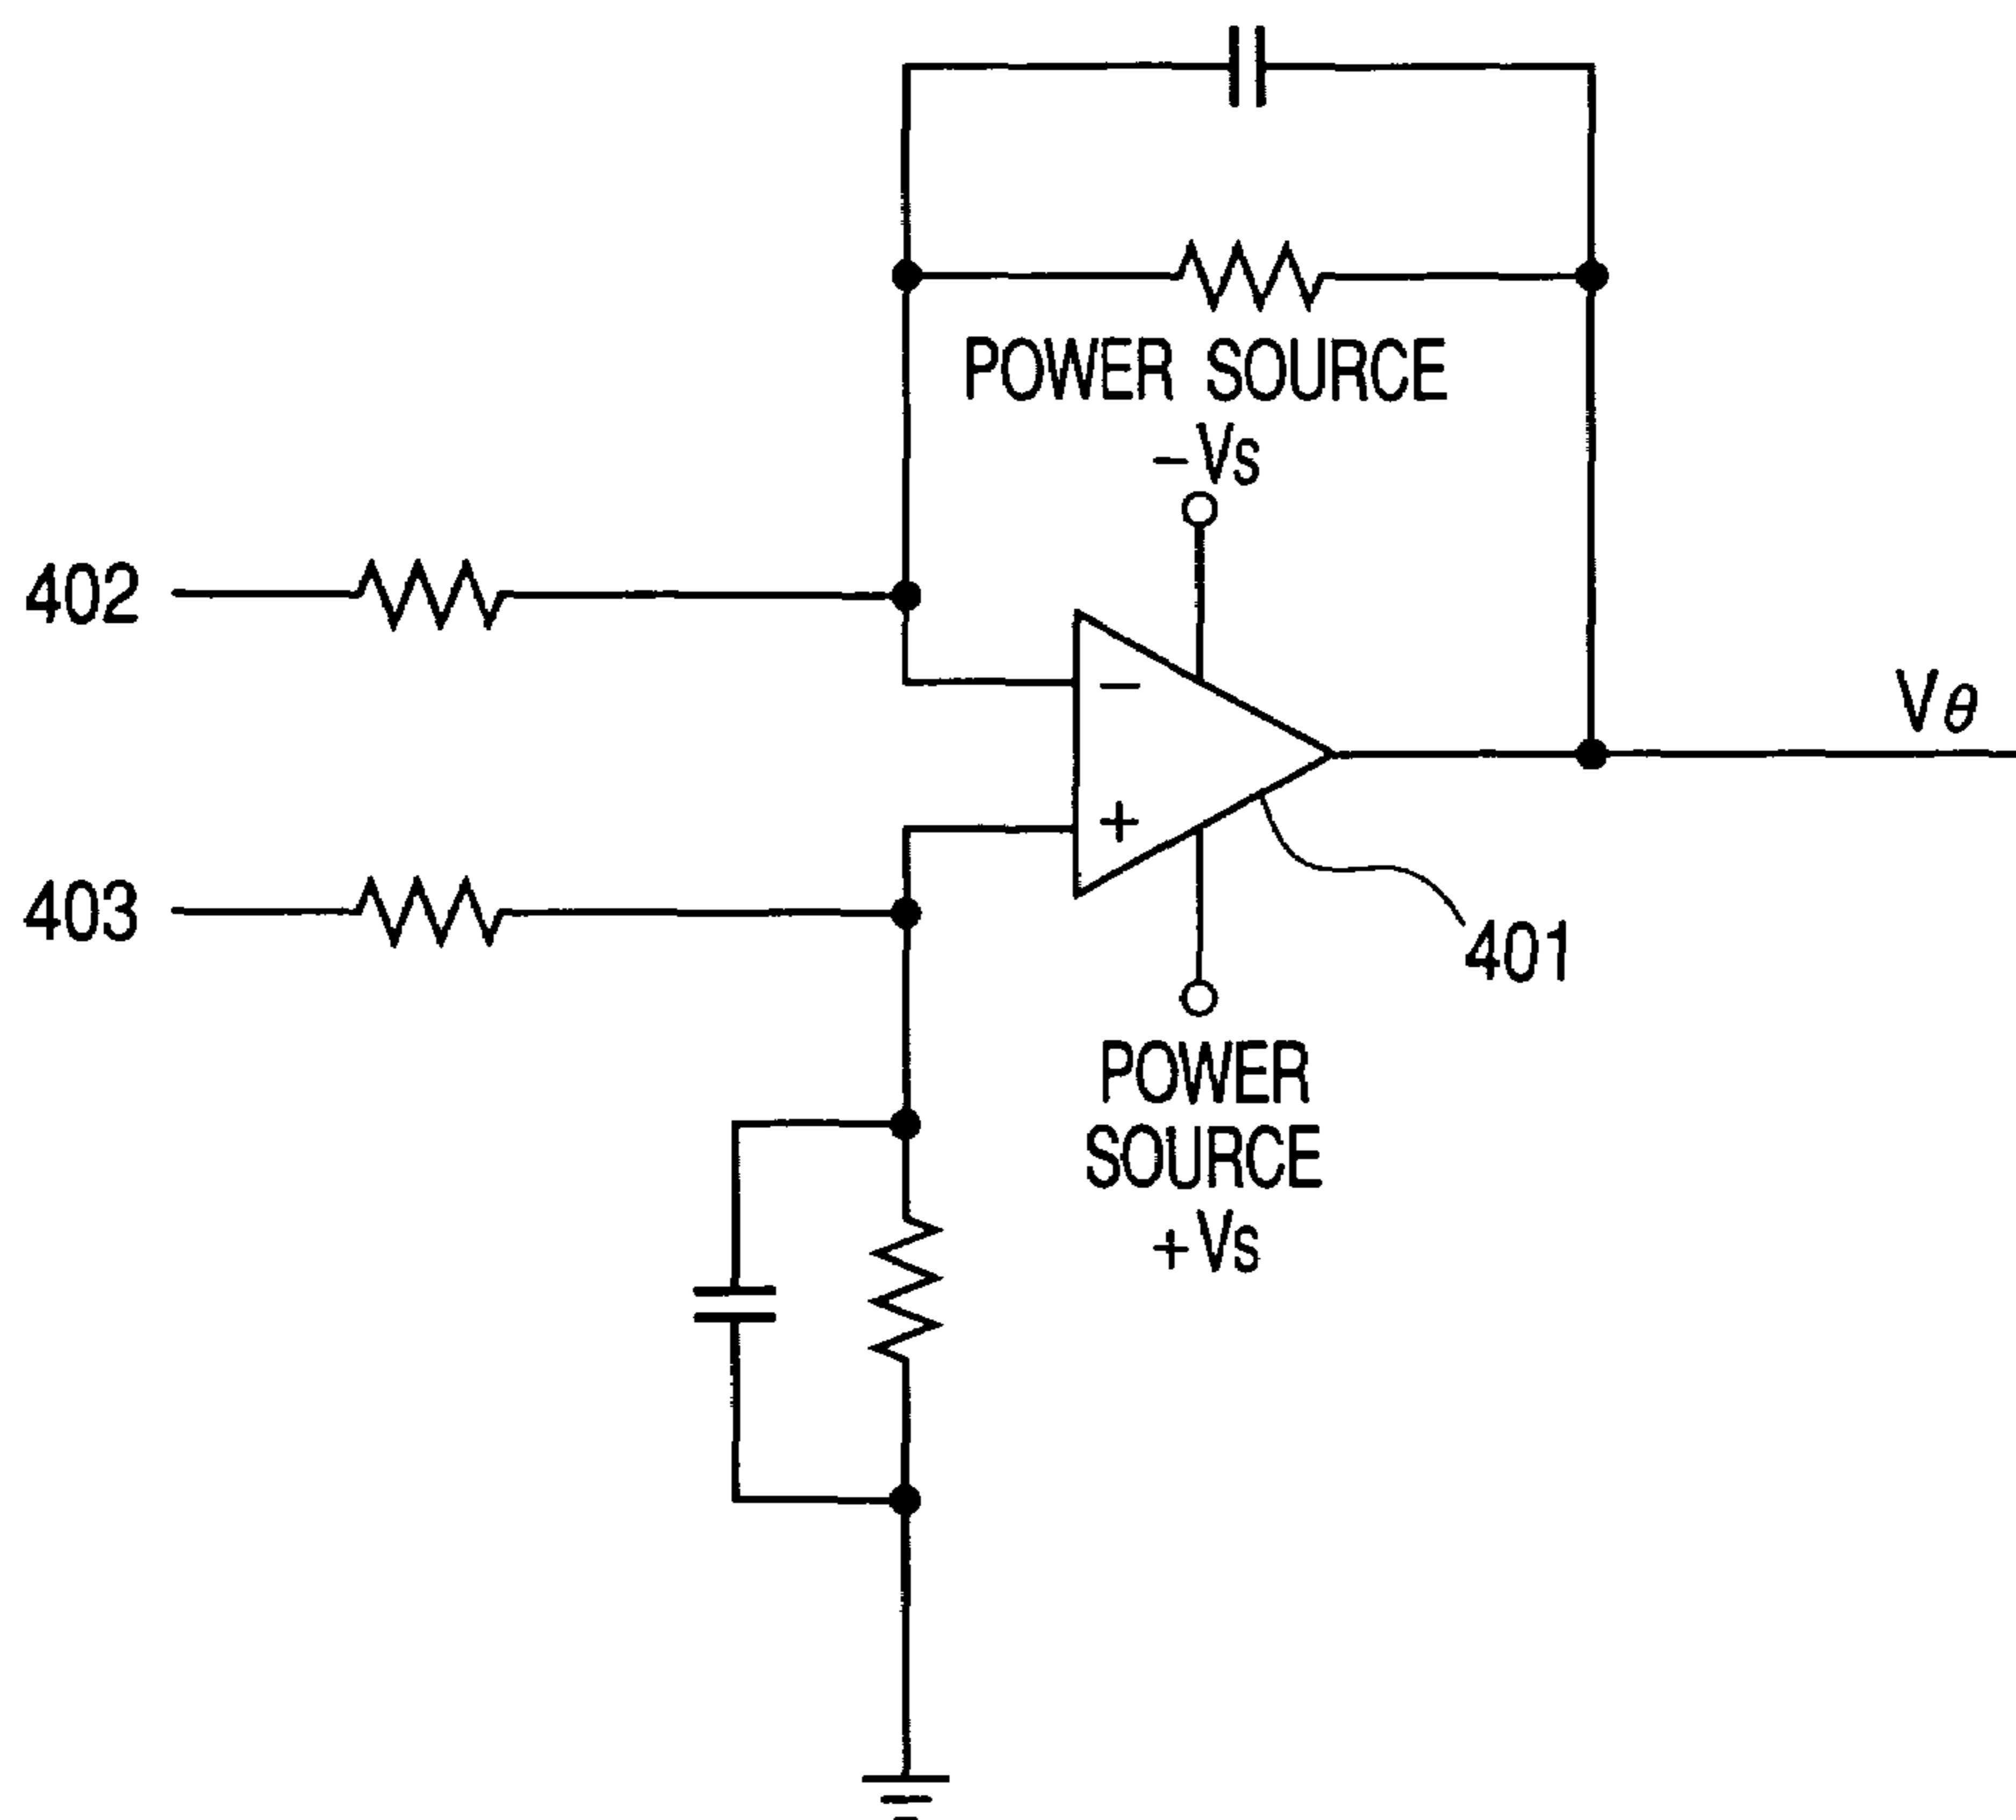 POWER SOURCE
−Vs
402
−
Vθ
+
403
401
POWER
SOURCE
+Vs